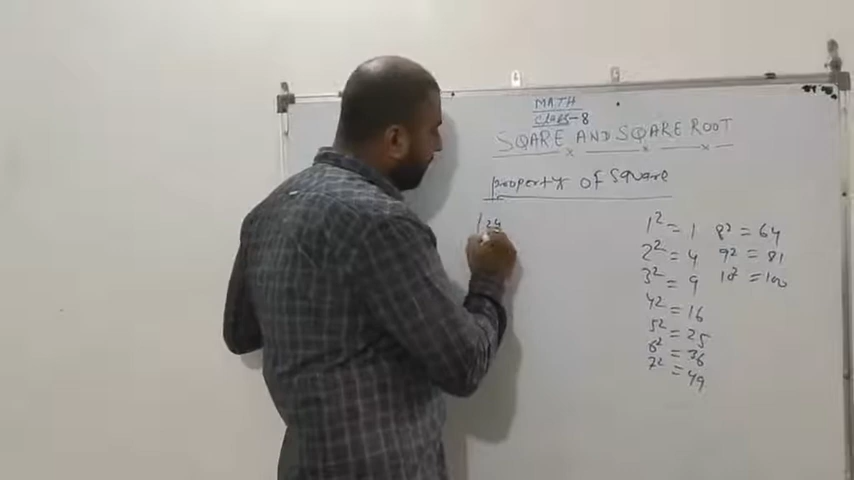 MATH
Class-8
SQARE AND SQARE ROOT
property of Square
1² = 1
2² = 4
3² = 9
4² = 16
5² = 25
6² = 36
7² = 49
8² = 64
9² = 81
10² = 100